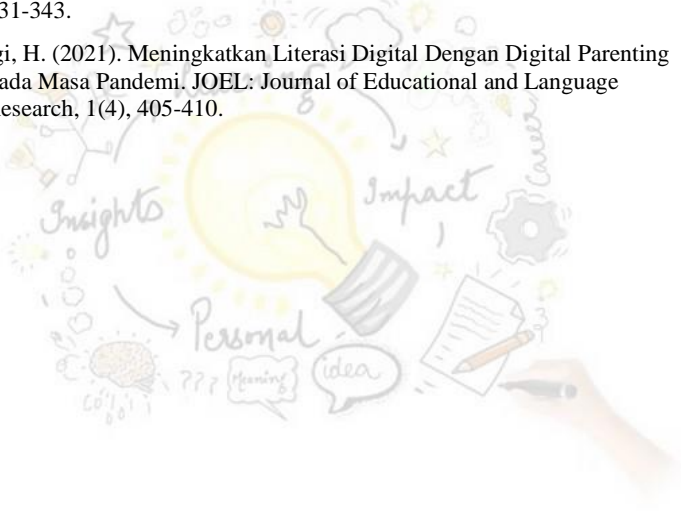 31-343.
gi, H. (2021). Meningkatkan Literasi Digital Dengan Digital Parenting
ada Masa Pandemi. JOEL: Journal of Educational and Language
esearch, 1(4), 405-410.
Career
Insights
Impact
Personal
???
Meaning
idea